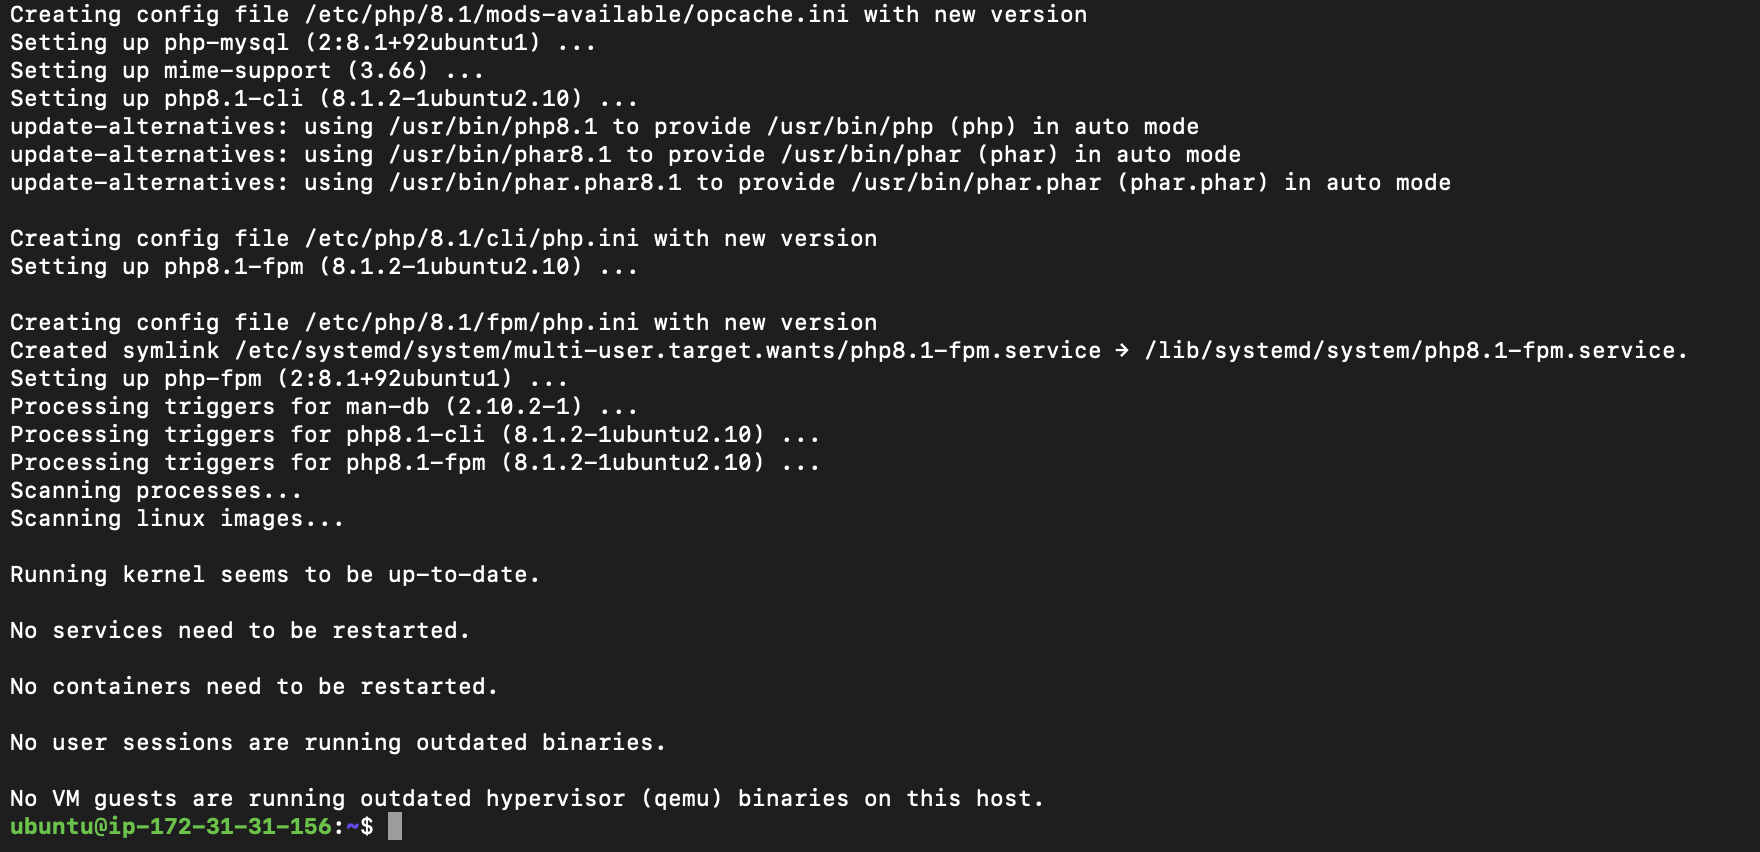 Creating config file /etc/php/8.1/mods-available/opcache.ini with new version
Setting up php-mysql (2:8.1+92ubuntu1) ...
Setting up mime-support (3.66) ...
Setting up php8.1-cli (8.1.2-1ubuntu2.10) ...
update-alternatives: using /usr/bin/php8.1 to provide /usr/bin/php (php) in auto mode
update-alternatives: using /usr/bin/phar8.1 to provide /usr/bin/phar (phar) in auto mode
update-alternatives: using /usr/bin/phar.phar8.1 to provide /usr/bin/phar.phar (phar.phar) in auto mode
Creating config file /etc/php/8.1/cli/php.ini with new version
Setting up php8.1-fpm (8.1.2-1ubuntu2.10) ...
Creating config file /etc/php/8.1/fpm/php.ini with new version
Created symlink /etc/systemd/system/multi-user.target.wants/php8.1-fpm.service → /lib/systemd/system/php8.1-fpm.service.
Setting up php-fpm (2:8.1+92ubuntu1) ...
Processing triggers for man-db (2.10.2-1) ...
Processing triggers for php8.1-cli (8.1.2-1ubuntu2.10) ...
Processing triggers for php8.1-fpm (8.1.2-1ubuntu2.10) ...
Scanning processes...
Scanning linux images...
Running kernel seems to be up-to-date.
No services need to be restarted.
No containers need to be restarted.
No user sessions are running outdated binaries.
No VM guests are running outdated hypervisor (qemu) binaries on this host.
ubuntu@ip-172-31-31-156:~$